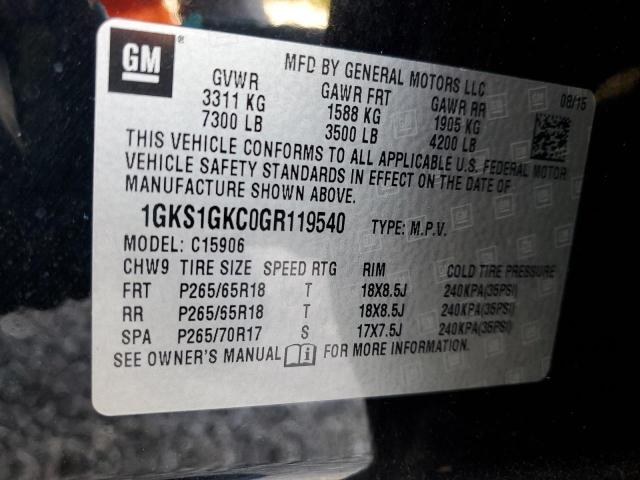 GM
MFD BY GENERAL MOTORS LLC
08/15
GVWR GAWR FRT GAWR RR
3311 KG 1588 KG 1905 KG
7300 LB 3500 LB 4200 LB
THIS VEHICLE CONFORMS TO ALL APPLICABLE U.S. FEDERAL MOTOR
VEHICLE SAFETY STANDARDS IN EFFECT ON THE DATE OF
MANUFACTURE SHOWN ABOVE.
1GKS1GKC0GR119540 TYPE: M.P.V.
MODEL: C15906
CHW9 TIRE SIZE SPEED RTG RIM COLD TIRE PRESSURE
FRT P265/65R18 T 18X8.5J 240KPA(35PSI)
RR P265/65R18 T 18X8.5J 240KPA(35PSI)
SPA P265/70R17 S 17X7.5J 240KPA(35PSI)
SEE OWNER'S MANUAL FOR MORE INFORMATION.